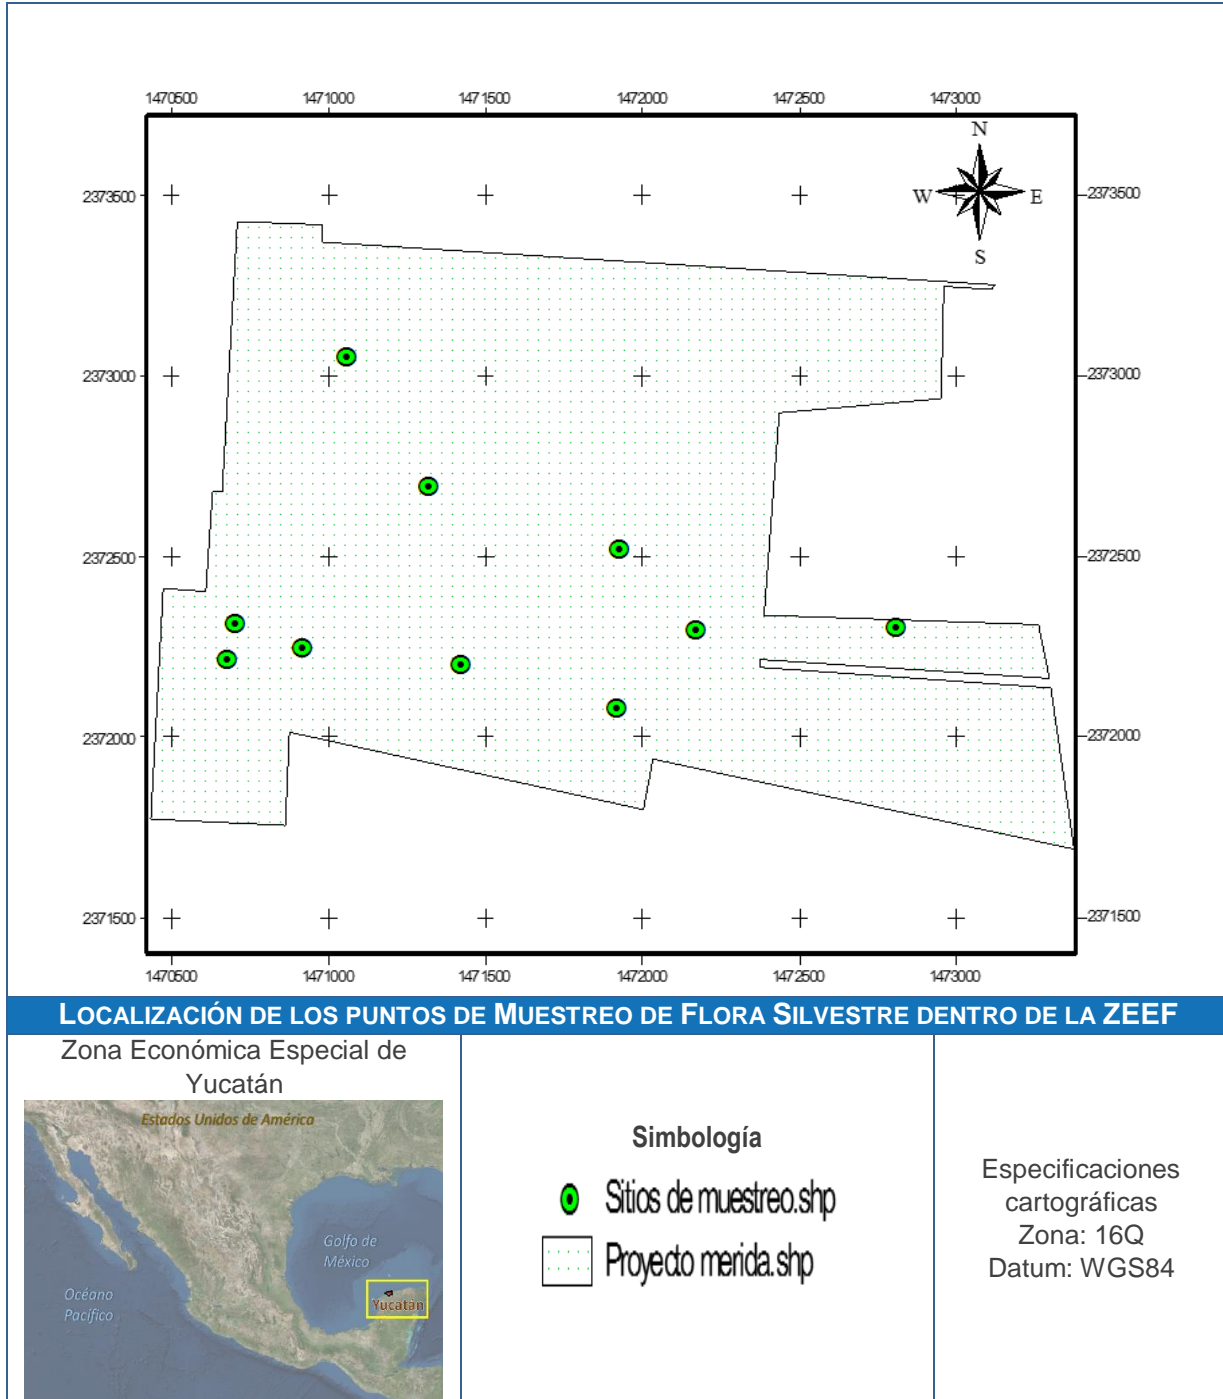 1470500 1471000 1471500 1472000 1472500 1473000
N
W E
S
2373500 2373500
2373000 2373000
2372500 2372500
2372000 2372000
2371500 2371500
1470500 1471000 1471500 1472000 1472500 1473000
LOCALIZACIÓN DE LOS PUNTOS DE MUESTREO DE FLORA SILVESTRE DENTRO DE LA ZEEF
Zona Económica Especial de
Yucatán
Estados Unidos de América
Golfo de
México
Océano
Pacífico
Yucatán
Simbología
Sitios de muestreo.shp
Proyecto merida.shp
Especificaciones
cartográficas
Zona: 16Q
Datum: WGS84